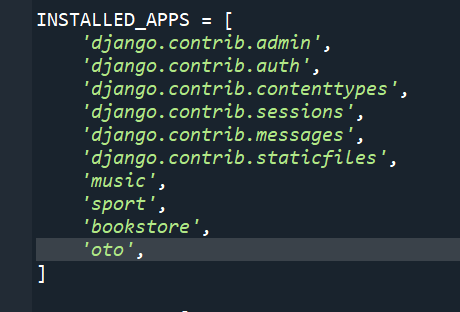 INSTALLED_APPS = [
    'django.contrib.admin',
    'django.contrib.auth',
    'django.contrib.contenttypes',
    'django.contrib.sessions',
    'django.contrib.messages',
    'django.contrib.staticfiles',
    'music',
    'sport',
    'bookstore',
    'oto',
]